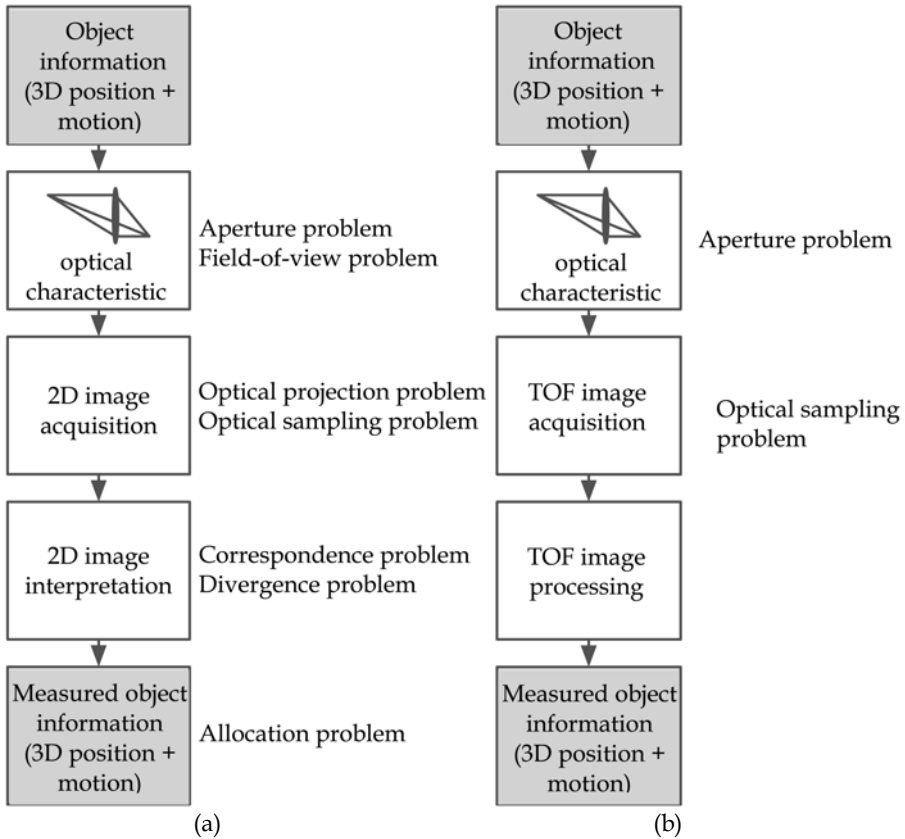 Object
information
(3D position +
motion)
optical
characteristic
Aperture problem
Field-of-view problem
2D image
acquisition
Optical projection problem
Optical sampling problem
2D image
interpretation
Correspondence problem
Divergence problem
Measured object
information
(3D position +
motion)
Allocation problem
(a)
Object
information
(3D position +
motion)
optical
characteristic
Aperture problem
TOF image
acquisition
Optical sampling
problem
TOF image
processing
Measured object
information
(3D position +
motion)
(b)